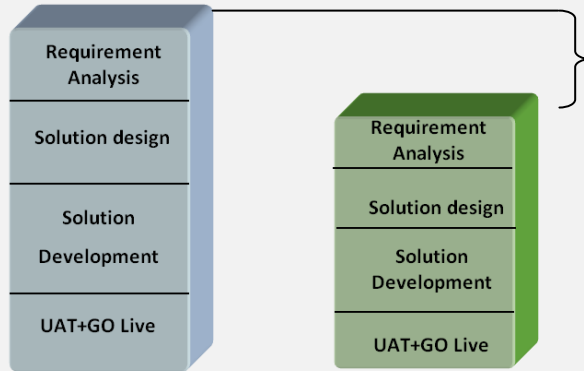 Requirement
Analysis
Solution design
Solution
Development
UAT+GO Live
Requirement
Analysis
Solution design
Solution
Development
UAT+GO Live